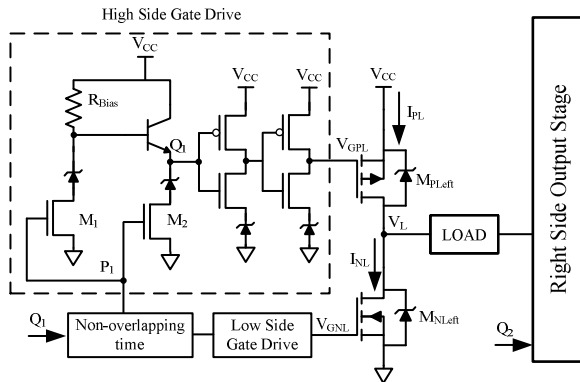 High Side Gate Drive
V_CC
R_Bias
Q_1
M_1
M_2
P_1
V_CC
V_CC
V_CC
I_PL
V_GPL
M_PLeft
V_L
LOAD
I_NL
V_GNL
M_NLeft
Q_1
Non-overlapping
time
Low Side
Gate Drive
Q_2
Right Side Output Stage